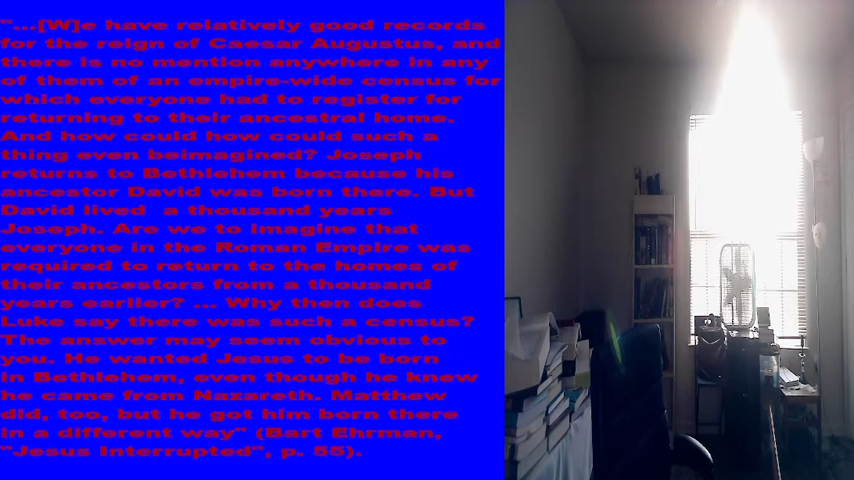 "...[W]e have relatively good records
for the reign of Caesar Augustus, and
there is no mention anywhere in any
of them of an empire-wide census for
which everyone had to register for
returning to their ancestral home.
And how could how could such a
thing even beimagined? Joseph
returns to Bethlehem because his
ancestor David was born there. But
David lived  a thousand years
Joseph. Are we to imagine that
everyone in the Roman Empire was
required to return to the homes of
their ancestors from a thousand
years earlier? ... Why then does
Luke say there was such a census?
The answer may seem obvious to
you. He wanted Jesus to be born
in Bethlehem, even though he knew
he came from Nazareth. Matthew
did, too, but he got him born there
in a different way" (Bart Ehrman,
"Jesus Interrupted", p. 55).